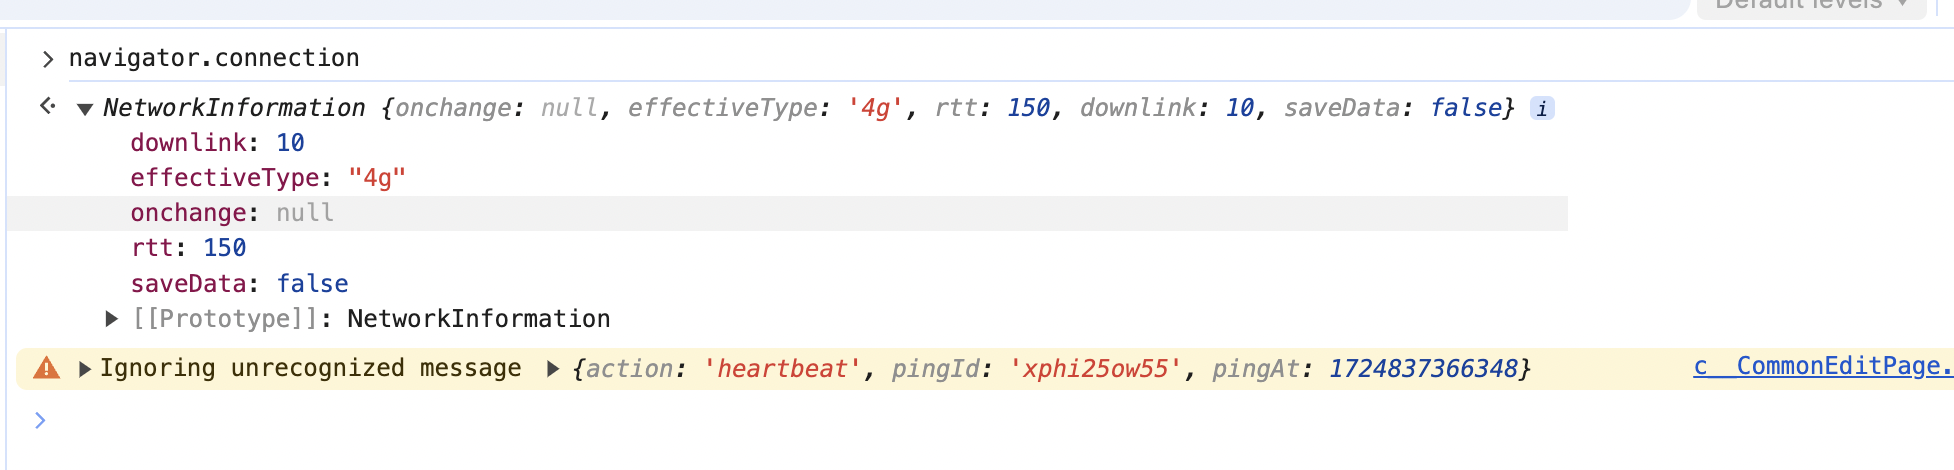 Default levels
navigator.connection
NetworkInformation {onchange: null, effectiveType: '4g', rtt: 150, downlink: 10, saveData: false} i
downlink: 10
effectiveType: "4g"
onchange: null
rtt: 150
saveData: false
[[Prototype]]: NetworkInformation
Ignoring unrecognized message {action: 'heartbeat', pingId: 'xphi25ow55', pingAt: 1724837366348} c__CommonEditPage.